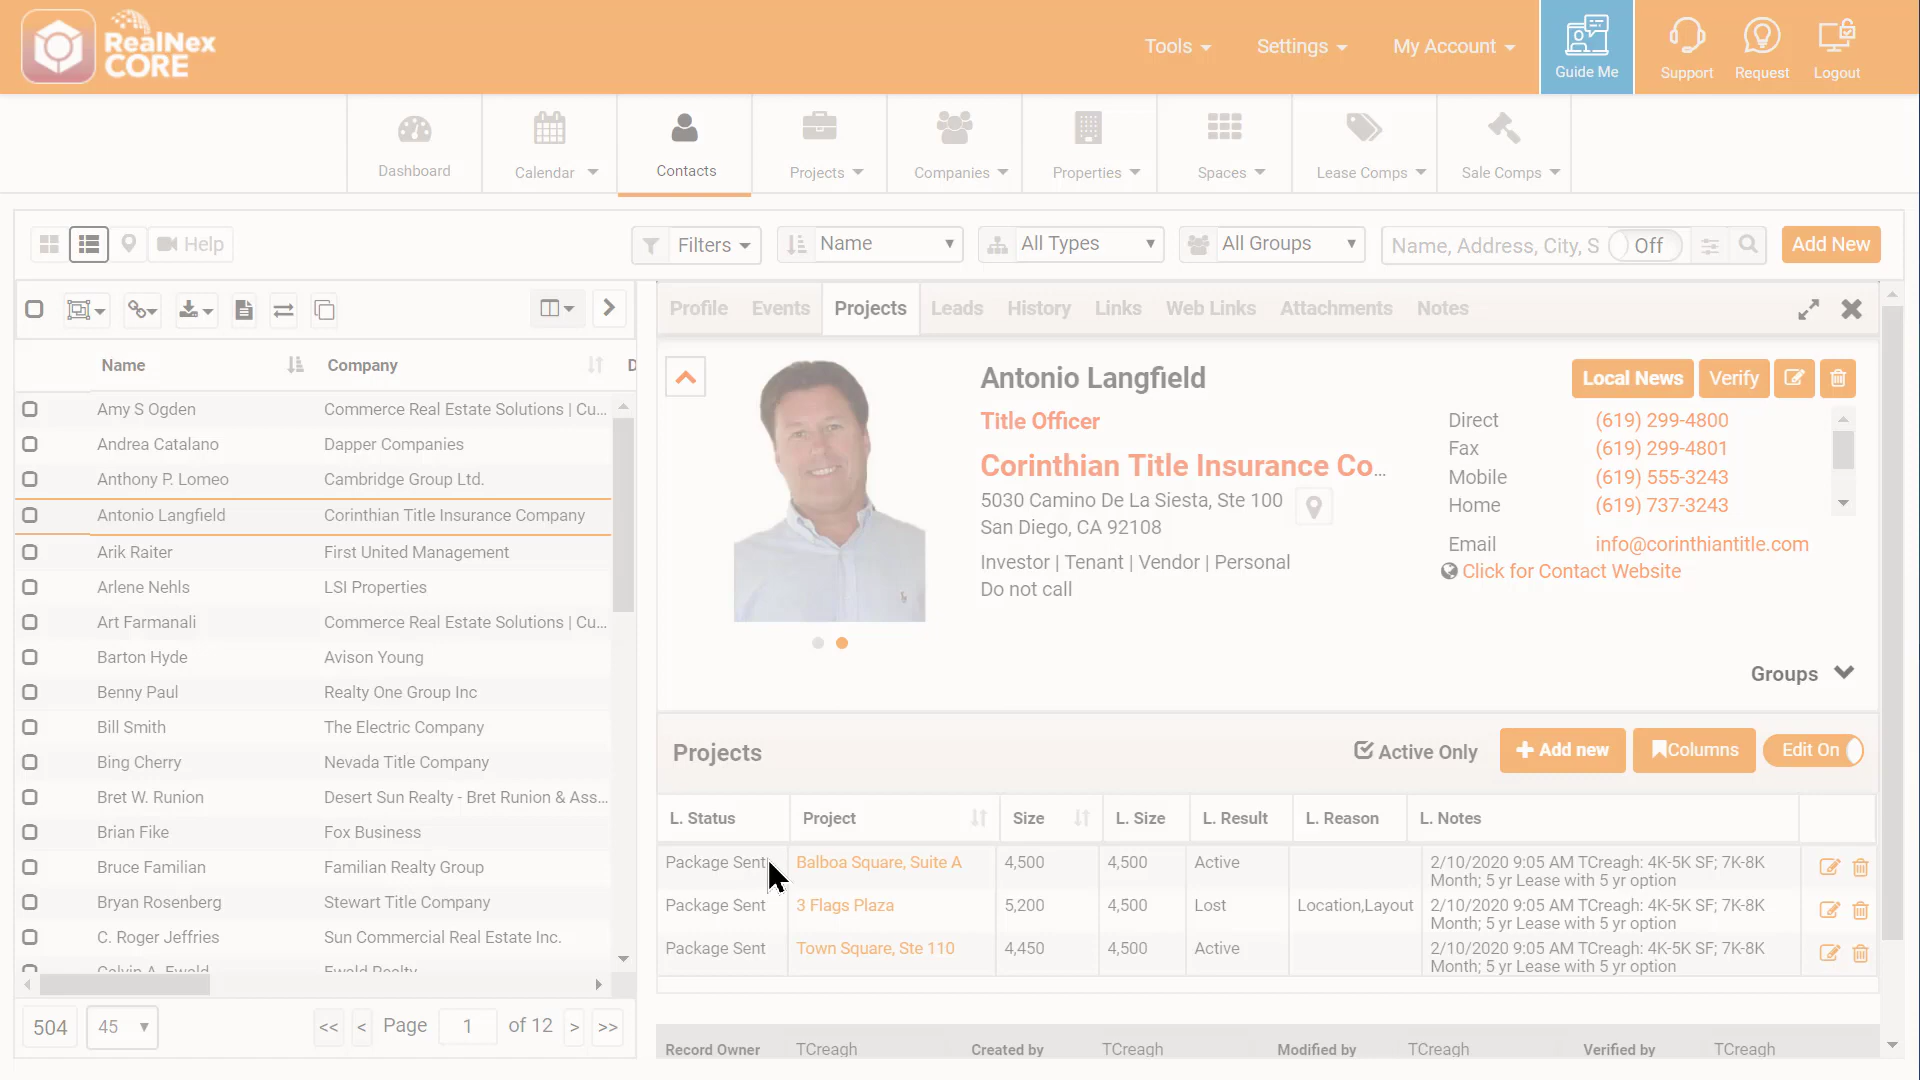 RealNex
CORE
Tools
Settings
My Account
Guide Me
Support
Request
Logout
Dashboard
Calendar
Contacts
Projects
Companies
Properties
Spaces
Lease Comps
Sale Comps
Help
Filters
Name
All Types
All Groups
Name, Address, City, S
Off
Add New
Profile
Events
Projects
Leads
History
Links
Web Links
Attachments
Notes
Name Company D
Amy S Ogden Commerce Real Estate Solutions | Cu...
Andrea Catalano Dapper Companies
Anthony P. Lomeo Cambridge Group Ltd.
Antonio Langfield Corinthian Title Insurance Company
Arik Raiter First United Management
Arlene Nehls LSI Properties
Art Farmanali Commerce Real Estate Solutions | Cu...
Barton Hyde Avison Young
Benny Paul Realty One Group Inc
Bill Smith The Electric Company
Bing Cherry Nevada Title Company
Bret W. Runion Desert Sun Realty - Bret Runion & Ass...
Brian Fike Fox Business
Bruce Familian Familian Realty Group
Bryan Rosenberg Stewart Title Company
C. Roger Jeffries Sun Commercial Real Estate Inc.
Calvin A. Ewald Ewald Realty
504 45 << < Page 1 of 12 > >>
Antonio Langfield
Title Officer
Corinthian Title Insurance Co...
5030 Camino De La Siesta, Ste 100
San Diego, CA 92108
Investor | Tenant | Vendor | Personal
Do not call
Local News Verify
Direct (619) 299-4800
Fax (619) 299-4801
Mobile (619) 555-3243
Home (619) 737-3243
Email info@corinthiantitle.com
Click for Contact Website
Groups
Projects Active Only Add new Columns Edit On
L. Status Project Size L. Size L. Result L. Reason L. Notes
Package Sent Balboa Square, Suite A 4,500 4,500 Active 2/10/2020 9:05 AM TCreagh: 4K-5K SF; 7K-8K
Month; 5 yr Lease with 5 yr option
Package Sent 3 Flags Plaza 5,200 4,500 Lost Location,Layout 2/10/2020 9:05 AM TCreagh: 4K-5K SF; 7K-8K
Month; 5 yr Lease with 5 yr option
Package Sent Town Square, Ste 110 4,450 4,500 Active 2/10/2020 9:05 AM TCreagh: 4K-5K SF; 7K-8K
Month; 5 yr Lease with 5 yr option
Record Owner TCreagh Created by TCreagh Modified by TCreagh Verified by TCreagh